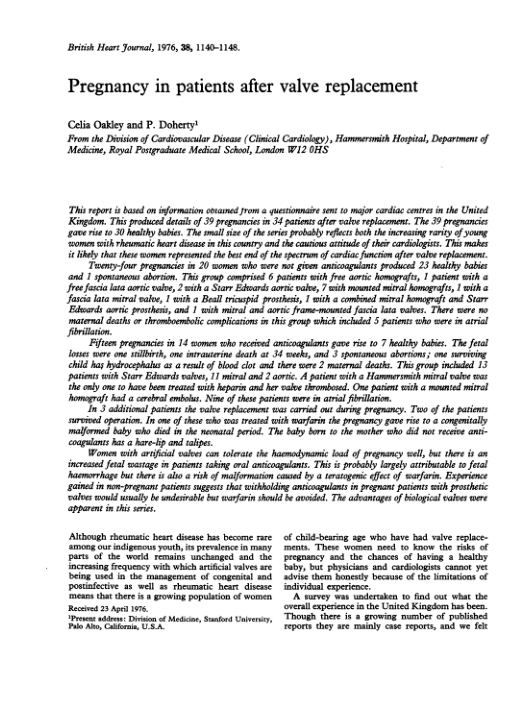 British Heart Journal, 1976, 38, 1140–1148.
Pregnancy in patients after valve replacement
Celia Oakley and P. Doherty¹
From the Division of Cardiovascular Disease (Clinical Cardiology), Hammersmith Hospital, Department of
Medicine, Royal Postgraduate Medical School, London W12 0HS
This report is based on information obtained from a questionnaire sent to major cardiac centres in the United
Kingdom. This produced details of 39 pregnancies in 34 patients after valve replacement. The 39 pregnancies
gave rise to 30 healthy babies. The small size of the series probably reflects both the increasing rarity of young
women with rheumatic heart disease in this country and the cautious attitude of their cardiologists. This makes
it likely that these women represented the best end of the spectrum of cardiac function after valve replacement.
Twenty-four pregnancies in 20 women who were not given anticoagulants produced 23 healthy babies
and 1 spontaneous abortion. This group comprised 6 patients with free aortic homografts, 1 patient with a
free fascia lata aortic valve, 2 with a Starr Edwards aortic valve, 7 with mounted mitral homografts, 1 with a
fascia lata mitral valve, 1 with a Beall tricuspid prosthesis, 1 with a combined mitral homograft and Starr
Edwards aortic prosthesis, and 1 with mitral and aortic frame-mounted fascia lata valves. There were no
maternal deaths or thromboembolic complications in this group which included 5 patients who were in atrial
fibrillation.
Fifteen pregnancies in 14 women who received anticoagulants gave rise to 7 healthy babies. The fetal
losses were one stillbirth, one intrauterine death at 34 weeks, and 3 spontaneous abortions; one surviving
child has hydrocephalus as a result of blood clot and there were 2 maternal deaths. This group included 13
patients with Starr Edwards valves, 11 mitral and 2 aortic. A patient with a Hammersmith mitral valve was
the only one to have been treated with heparin and her valve thrombosed. One patient with a mounted mitral
homograft had a cerebral embolus. Nine of these patients were in atrial fibrillation.
In 3 additional patients the valve replacement was carried out during pregnancy. Two of the patients
survived operation. In one of these who was treated with warfarin the pregnancy gave rise to a congenitally
malformed baby who died in the neonatal period. The baby born to the mother who did not receive anti-
coagulants has a hare-lip and talipes.
Women with artificial valves can tolerate the haemodynamic load of pregnancy well, but there is an
increased fetal wastage in patients taking oral anticoagulants. This is probably largely attributable to fetal
haemorrhage but there is also a risk of malformation caused by a teratogenic effect of warfarin. Experience
gained in non-pregnant patients suggests that withholding anticoagulants in pregnant patients with prosthetic
valves would usually be undesirable but warfarin should be avoided. The advantages of biological valves were
apparent in this series.
Although rheumatic heart disease has become rare
among our indigenous youth, its prevalence in many
parts of the world remains unchanged and the
increasing frequency with which artificial valves are
being used in the management of congenital and
postinfective as well as rheumatic heart disease
means that there is a growing population of women
Received 23 April 1976.
¹Present address: Division of Medicine, Stanford University,
Palo Alto, California, U.S.A.
of child-bearing age who have had valve replace-
ments. These women need to know the risks of
pregnancy and the chances of having a healthy
baby, but physicians and cardiologists cannot yet
advise them honestly because of the limitations of
individual experience.
A survey was undertaken to find out what the
overall experience in the United Kingdom has been.
Though there is a growing number of published
reports they are mainly case reports, and we felt